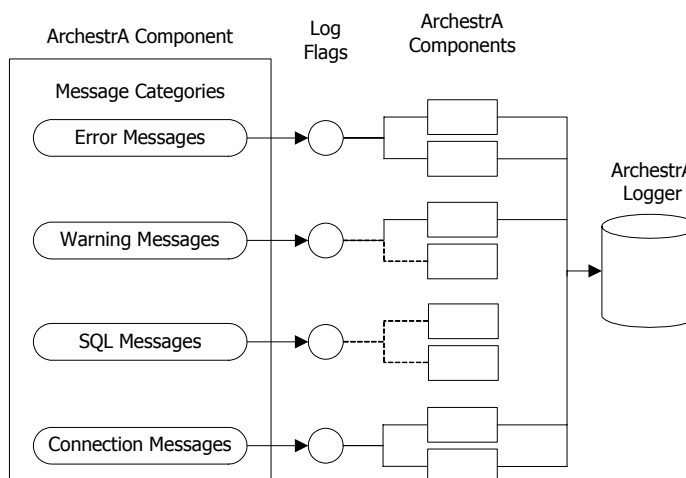 ArchestrA Component
Log
Flags
ArchestrA
Components
Message Categories
Error Messages
Warning Messages
SQL Messages
Connection Messages
ArchestrA
Logger